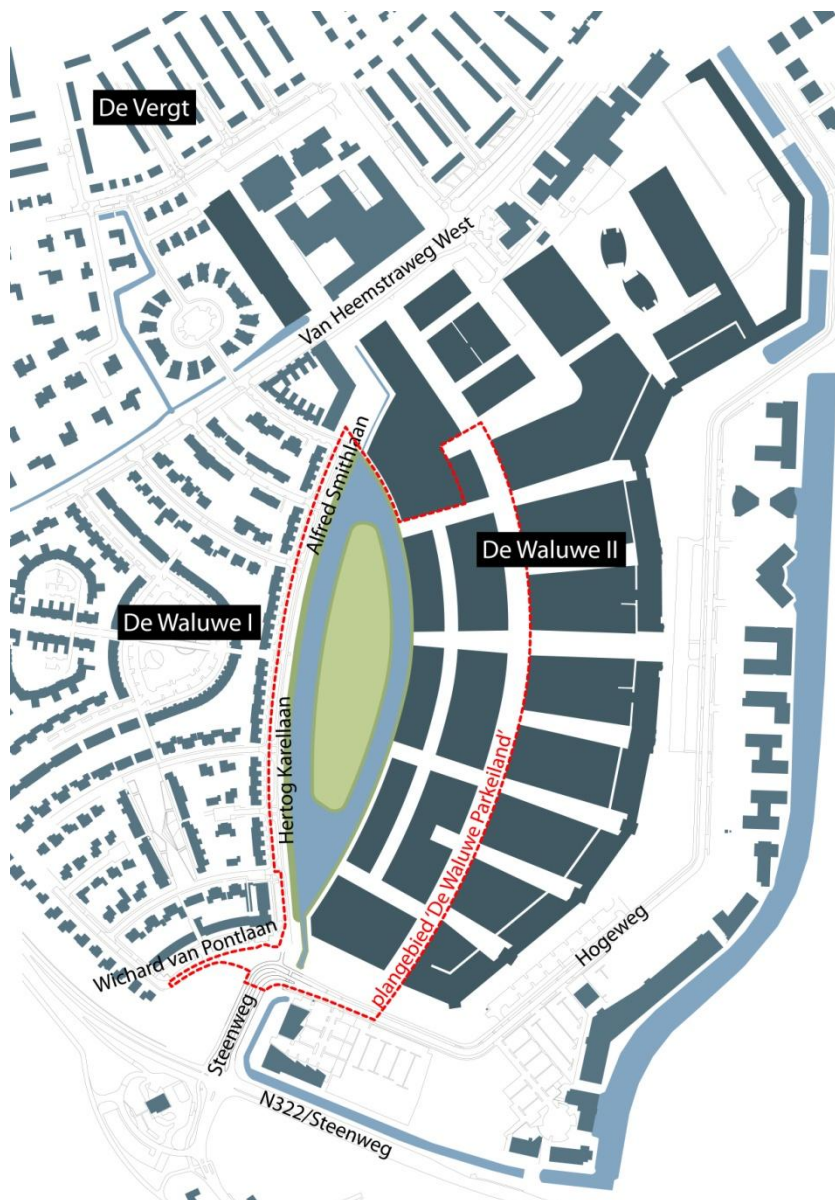 De Vergt
Van Heemstraweg West
Alfred Smithlaan
De Waluwe II
De Waluwe I
Hertog Karellaan
plangebied 'De Waluwe Parkeiland'
Hogeweg
Wichard van Pontlaan
Steenweg
N322/Steenweg